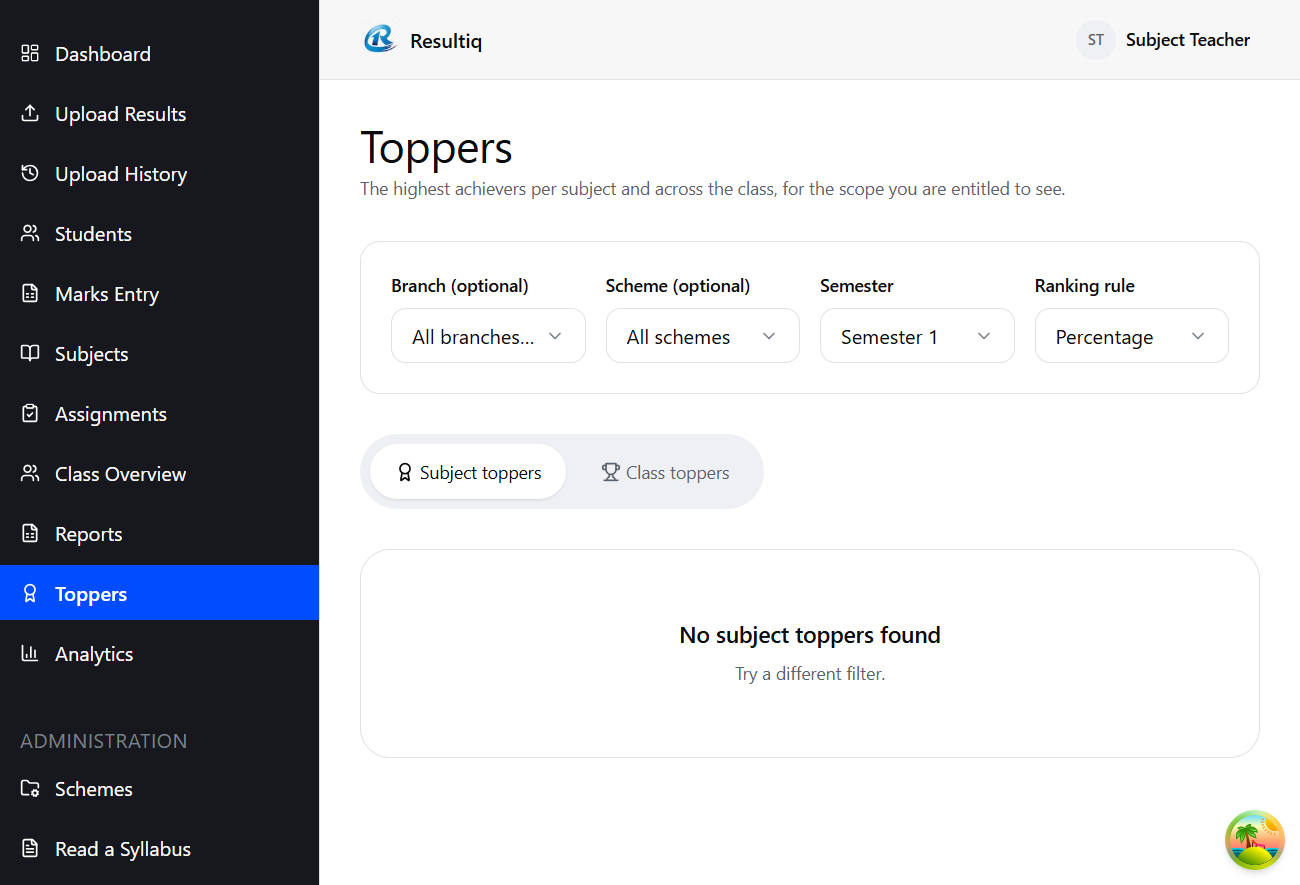 Dashboard
Upload Results
Upload History
Students
Marks Entry
Subjects
Assignments
Class Overview
Reports
Toppers
Analytics
ADMINISTRATION
Schemes
Read a Syllabus
Resultiq
ST
Subject Teacher
Toppers
The highest achievers per subject and across the class, for the scope you are entitled to see.
Branch (optional)
All branches...
Scheme (optional)
All schemes
Semester
Semester 1
Ranking rule
Percentage
Subject toppers
Class toppers
No subject toppers found
Try a different filter.